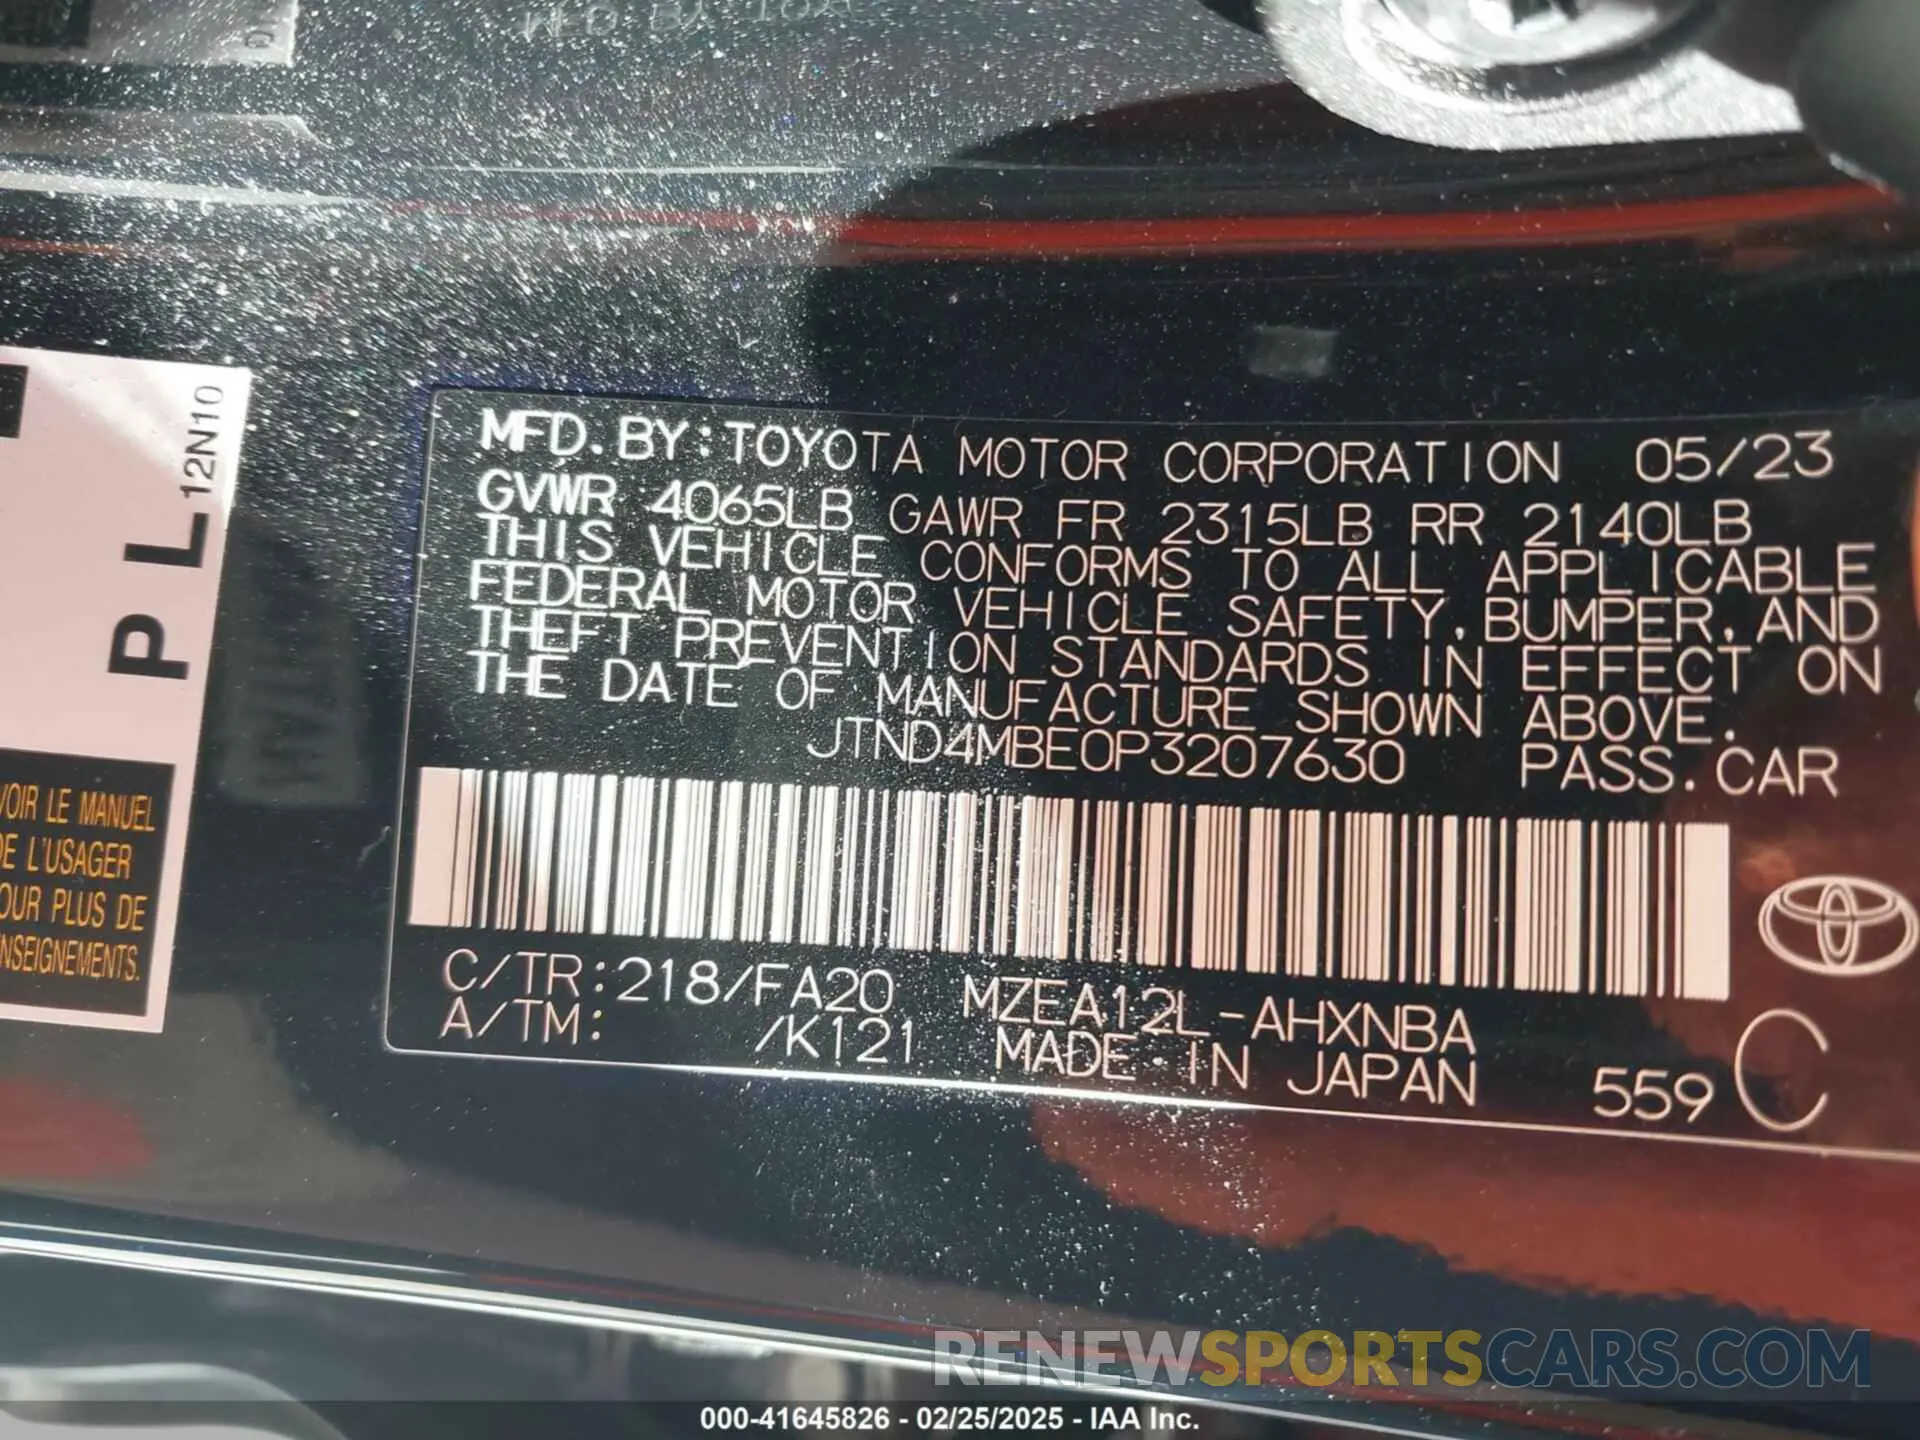 12N10
P L
VOIR LE MANUEL
DE L'USAGER
POUR PLUS DE
MFD. BY: TOYOTA MOTOR CORPORATION 05/23
GVWR 4065LB GAWR FR 2315LB RR 2140LB
THIS VEHICLE CONFORMS TO ALL APPLICABLE
FEDERAL MOTOR VEHICLE SAFETY, BUMPER, AND
THEFT PREVENTION STANDARDS IN EFFECT ON
THE DATE OF MANUFACTURE SHOWN ABOVE.
JTND4MBE0P3207630 PASS. CAR
C/TR: 218/FA20 MZEA12L-AHXNBA
A/TM: /K121 MADE IN JAPAN 559 C
RENEWSPORTSCARS.COM
000-41645826 - 02/25/2025 - IAA Inc.